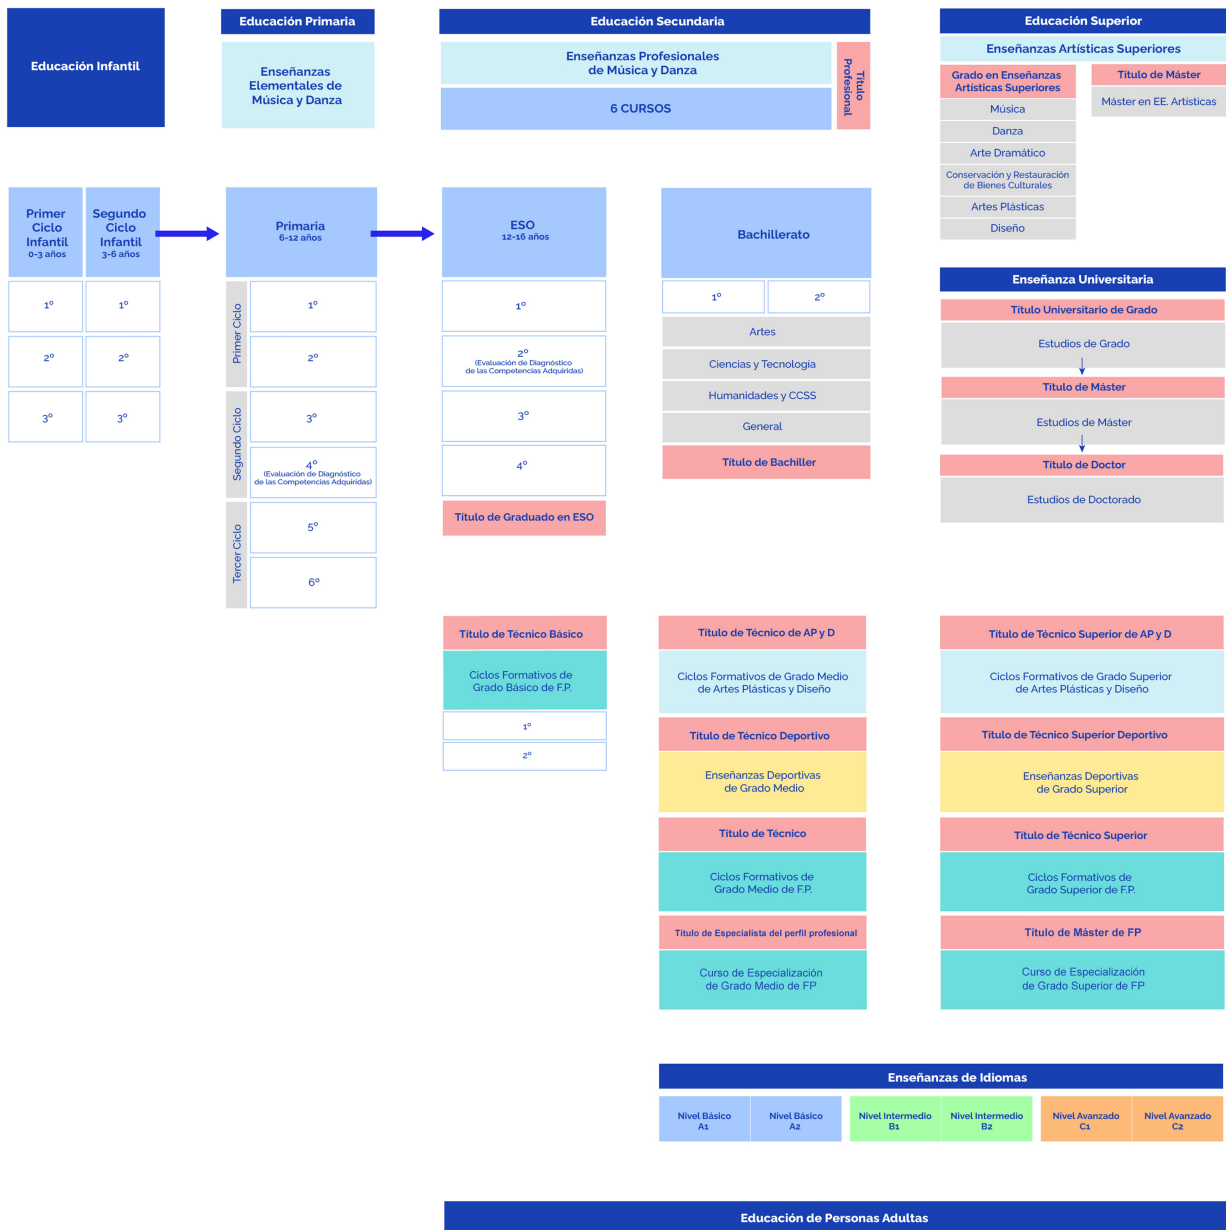 Educación Infantil
Educación Primaria
Enseñanzas
Elementales de
Música y Danza
Educación Secundaria
Enseñanzas Profesionales
de Música y Danza
6 CURSOS
Título
Profesional
Educación Superior
Enseñanzas Artísticas Superiores
Grado en Enseñanzas
Artísticas Superiores
Música
Danza
Arte Dramático
Conservación y Restauración
de Bienes Culturales
Artes Plásticas
Diseño
Título de Máster
Máster en EE. Artísticas
Primer
Ciclo
Infantil
0-3 años
1º
2º
3º
Segundo
Ciclo
Infantil
3-6 años
1º
2º
3º
Primaria
6-12 años
Primer Ciclo
1º
2º
Segundo Ciclo
3º
4º
(Evaluación de Diagnóstico
de las Competencias Adquiridas)
Tercer Ciclo
5º
6º
ESO
12-16 años
1º
2º
(Evaluación de Diagnóstico
de las Competencias Adquiridas)
3º
4º
Título de Graduado en ESO
Bachillerato
1º
2º
Artes
Ciencias y Tecnología
Humanidades y CCSS
General
Título de Bachiller
Enseñanza Universitaria
Título Universitario de Grado
Estudios de Grado
Título de Máster
Estudios de Máster
Título de Doctor
Estudios de Doctorado
Título de Técnico Básico
Ciclos Formativos de
Grado Básico de F.P.
1º
2º
Título de Técnico de AP y D
Ciclos Formativos de Grado Medio
de Artes Plásticas y Diseño
Título de Técnico Deportivo
Enseñanzas Deportivas
de Grado Medio
Título de Técnico
Ciclos Formativos de
Grado Medio de F.P.
Título de Especialista del perfil profesional
Curso de Especialización
de Grado Medio de FP
Título de Técnico Superior de AP y D
Ciclos Formativos de Grado Superior
de Artes Plásticas y Diseño
Título de Técnico Superior Deportivo
Enseñanzas Deportivas
de Grado Superior
Título de Técnico Superior
Ciclos Formativos de
Grado Superior de F.P.
Título de Máster de FP
Curso de Especialización
de Grado Superior de FP
Enseñanzas de Idiomas
Nivel Básico
A1
Nivel Básico
A2
Nivel Intermedio
B1
Nivel Intermedio
B2
Nivel Avanzado
C1
Nivel Avanzado
C2
Educación de Personas Adultas